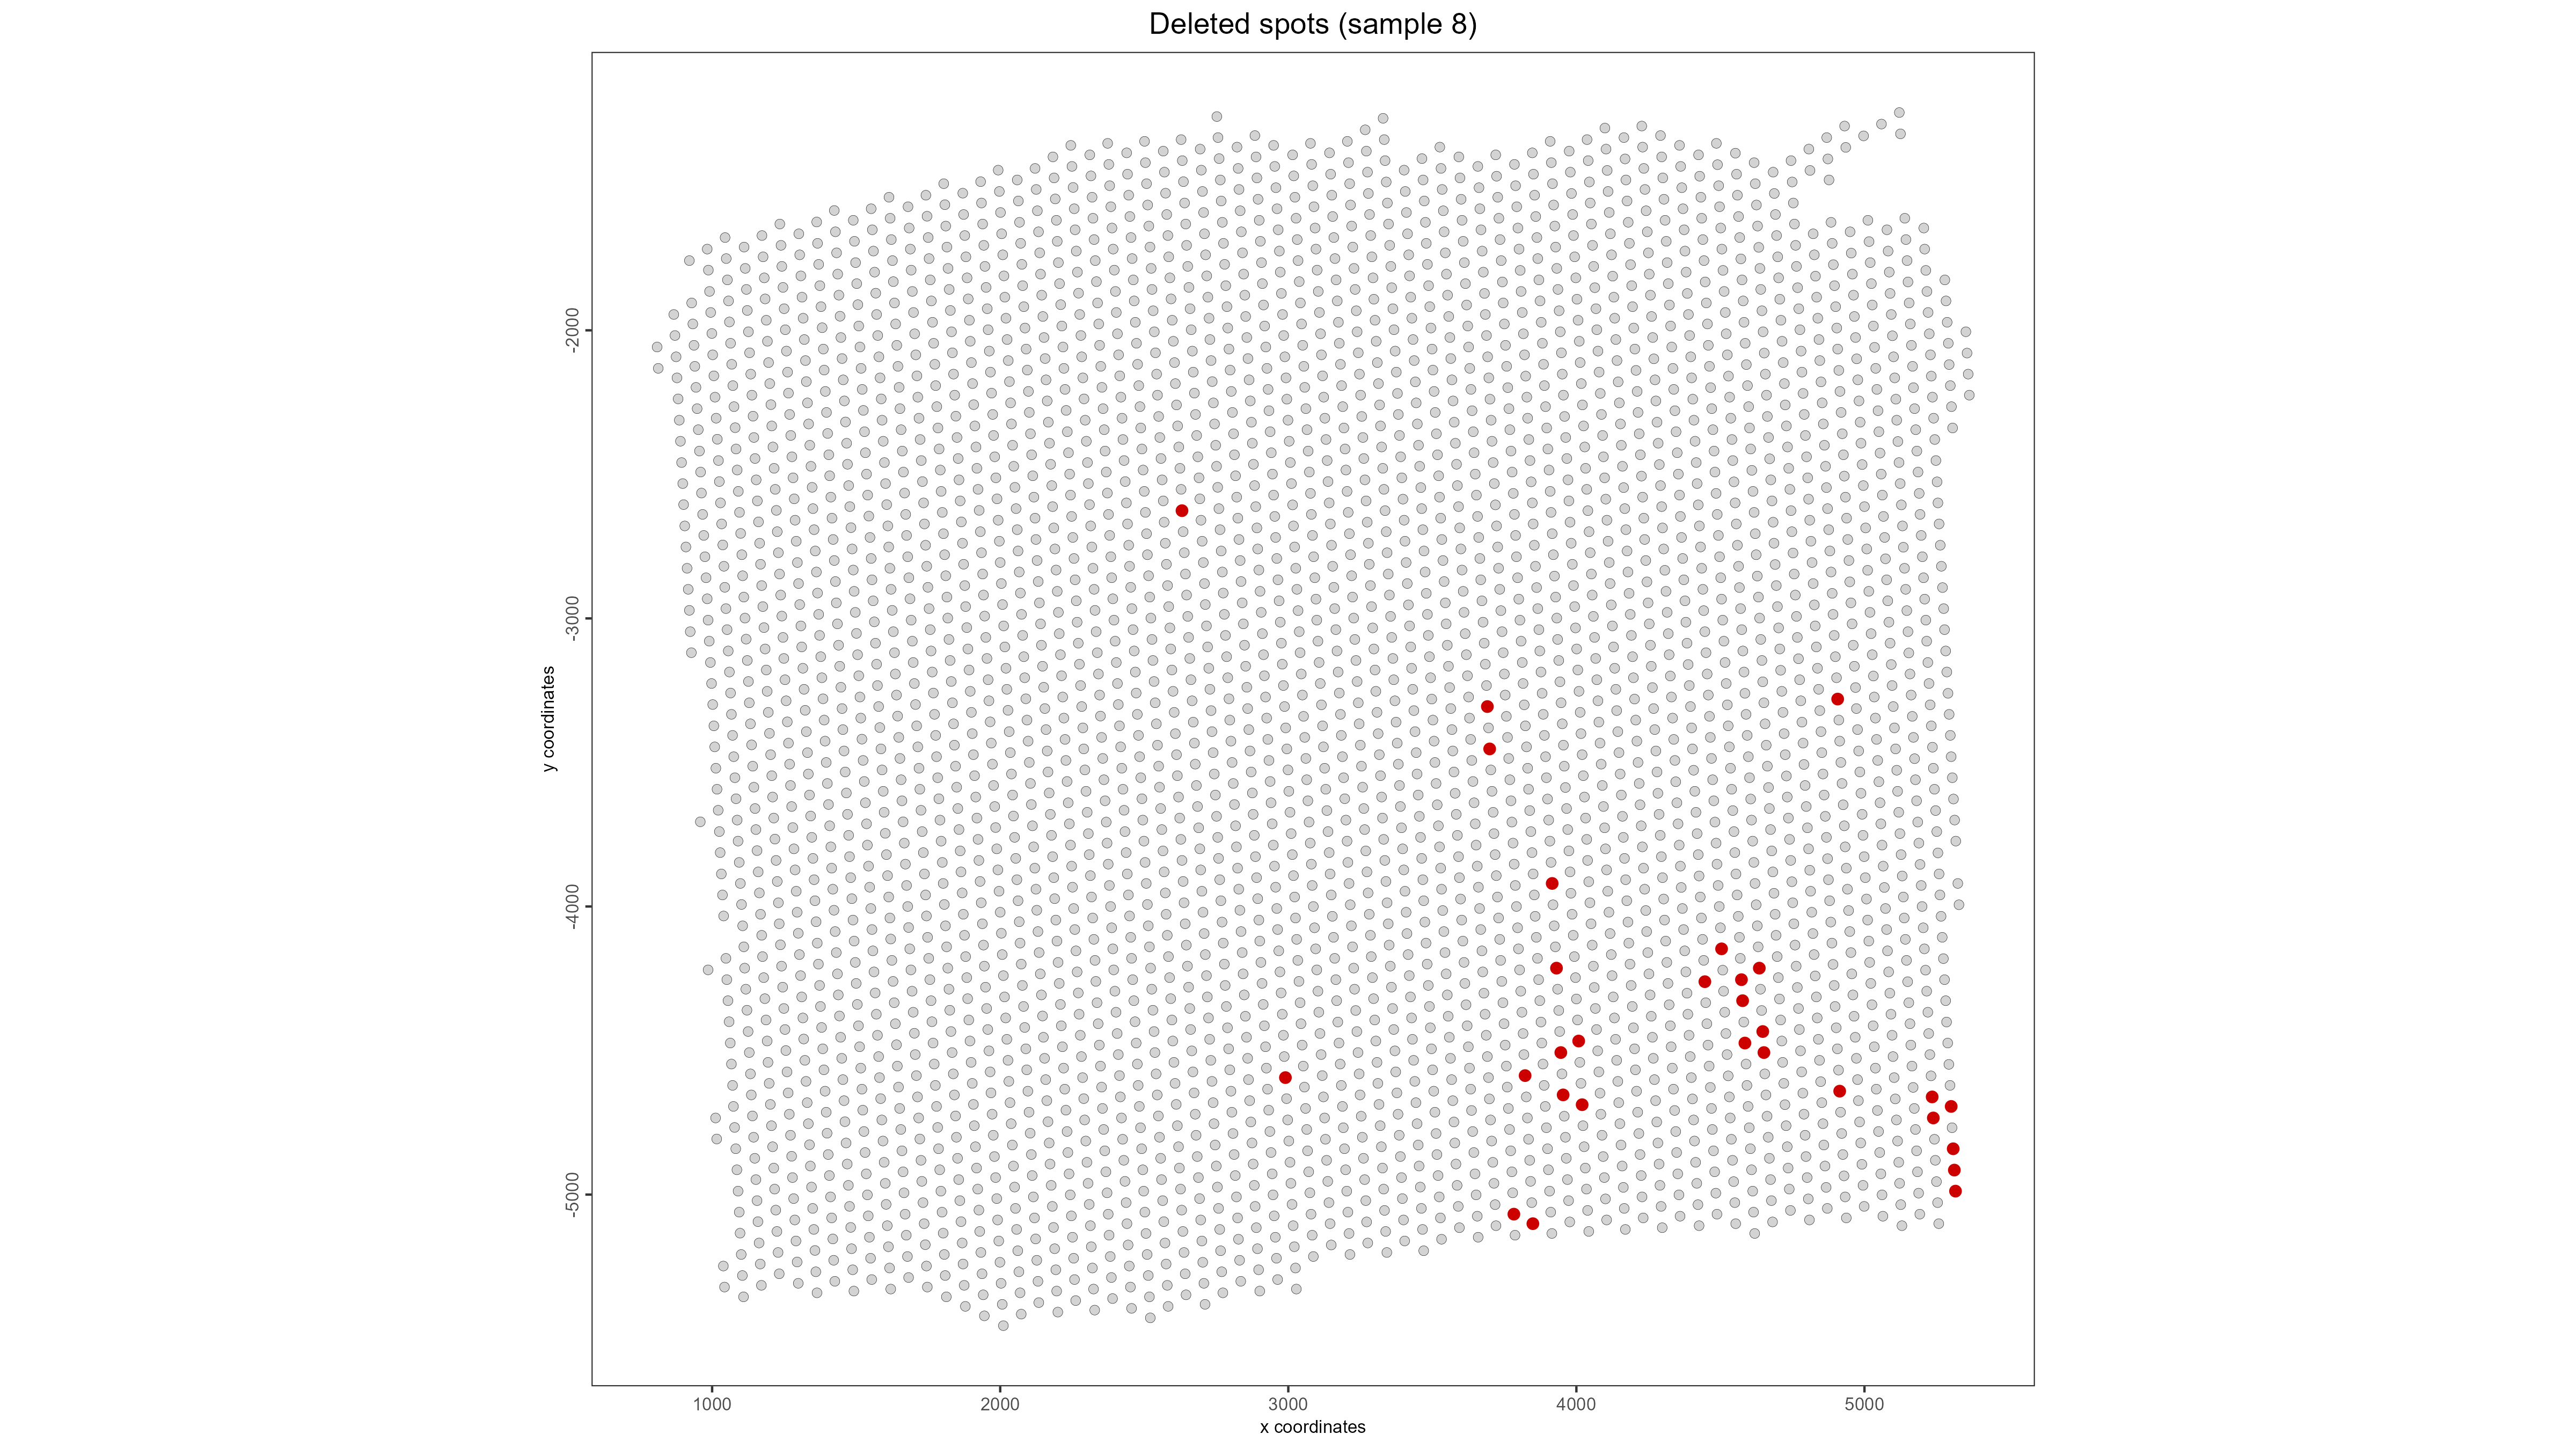 Deleted spots (sample 8)
y coordinates
-2000
-3000
-4000
-5000
1000 2000 3000 4000 5000
x coordinates